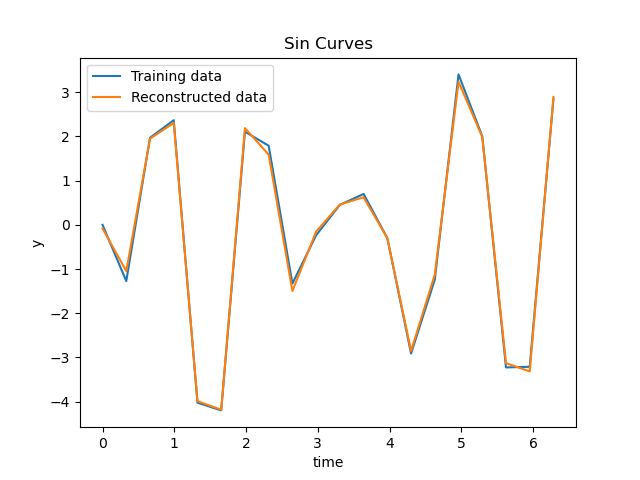 Sin Curves
Training data
Reconstructed data
3
2
1
0
−1
−2
−3
−4
y
0 1 2 3 4 5 6
time